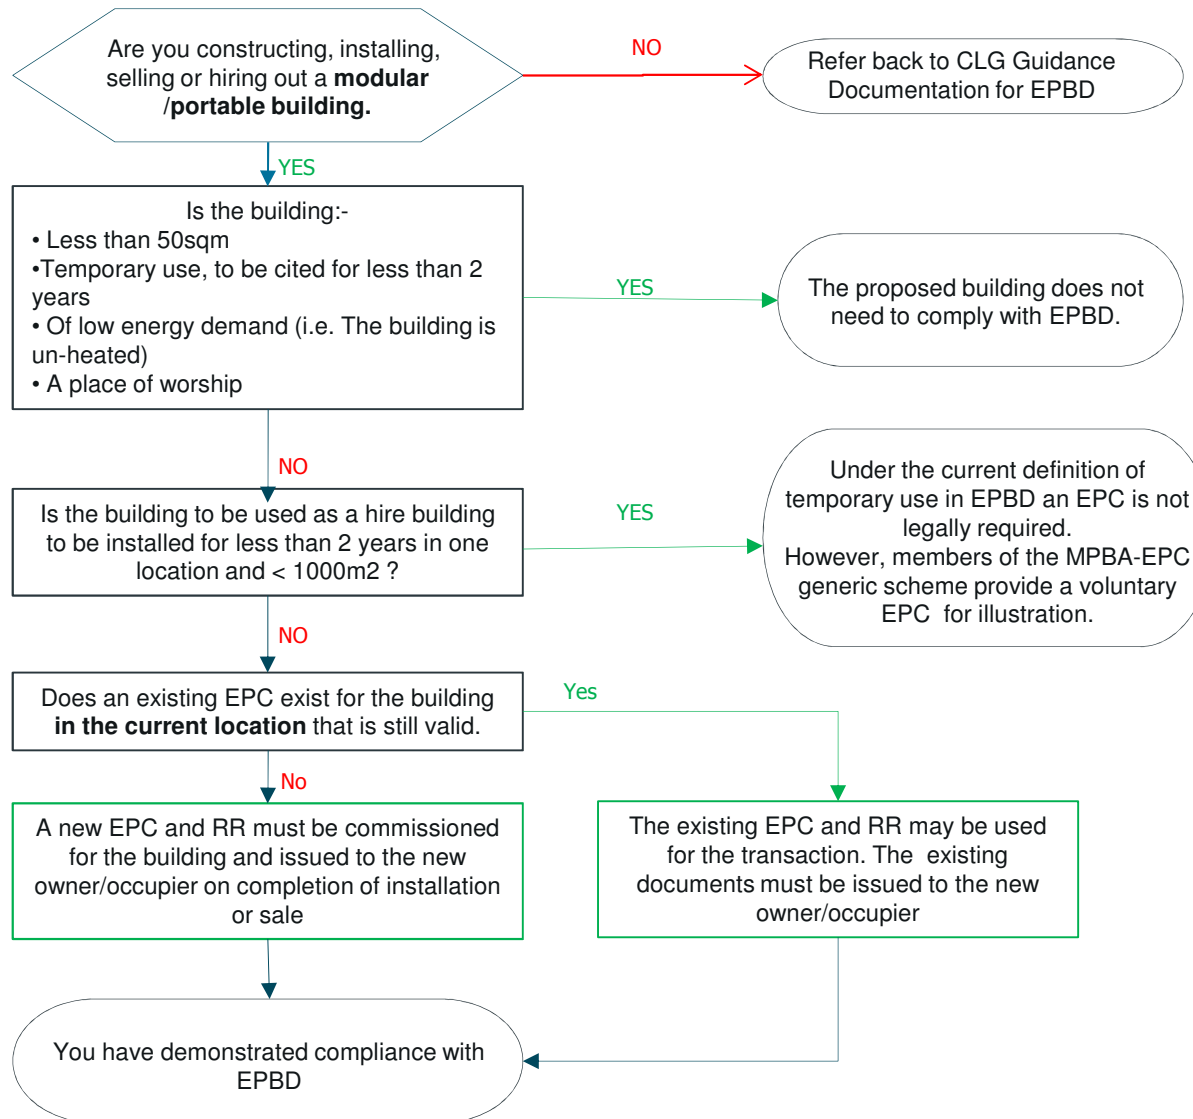 Are you constructing, installing,
selling or hiring out a modular
/portable building.
NO
Refer back to CLG Guidance
Documentation for EPBD
YES
Is the building:-
• Less than 50sqm
•Temporary use, to be cited for less than 2
years
• Of low energy demand (i.e. The building is
un-heated)
• A place of worship
YES
The proposed building does not
need to comply with EPBD.
NO
Is the building to be used as a hire building
to be installed for less than 2 years in one
location and < 1000m2 ?
YES
Under the current definition of
temporary use in EPBD an EPC is not
legally required.
However, members of the MPBA-EPC
generic scheme provide a voluntary
EPC  for illustration.
NO
Does an existing EPC exist for the building
in the current location that is still valid.
Yes
No
A new EPC and RR must be commissioned
for the building and issued to the new
owner/occupier on completion of installation
or sale
The existing EPC and RR may be used
for the transaction. The  existing
documents must be issued to the new
owner/occupier
You have demonstrated compliance with
EPBD